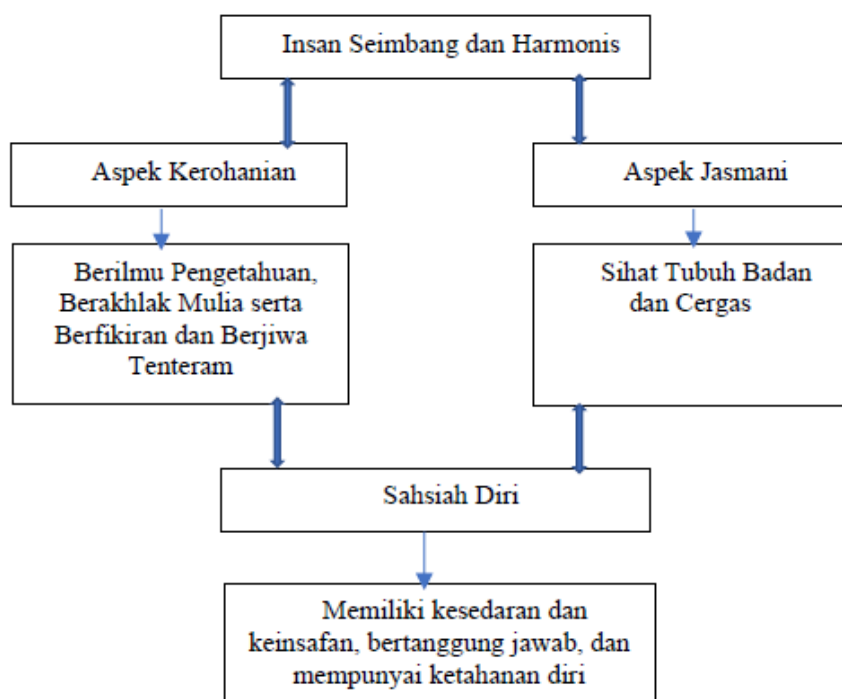 Insan Seimbang dan Harmonis
Aspek Kerohanian
Aspek Jasmani
Berilmu Pengetahuan,
Berakhlak Mulia serta
Berfikiran dan Berjiwa
Tenteram
Sihat Tubuh Badan
dan Cergas
Sahsiah Diri
Memiliki kesedaran dan
keinsafan, bertanggung jawab, dan
mempunyai ketahanan diri